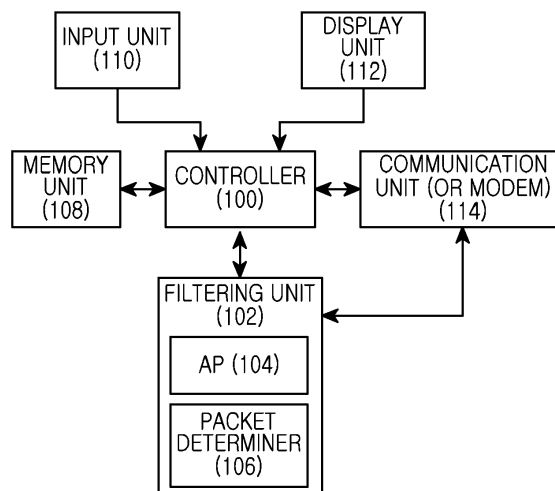 INPUT UNIT
(110)
DISPLAY
UNIT
(112)
MEMORY
UNIT
(108)
CONTROLLER
(100)
COMMUNICATION
UNIT (OR MODEM)
(114)
FILTERING UNIT
(102)
AP (104)
PACKET
DETERMINER
(106)